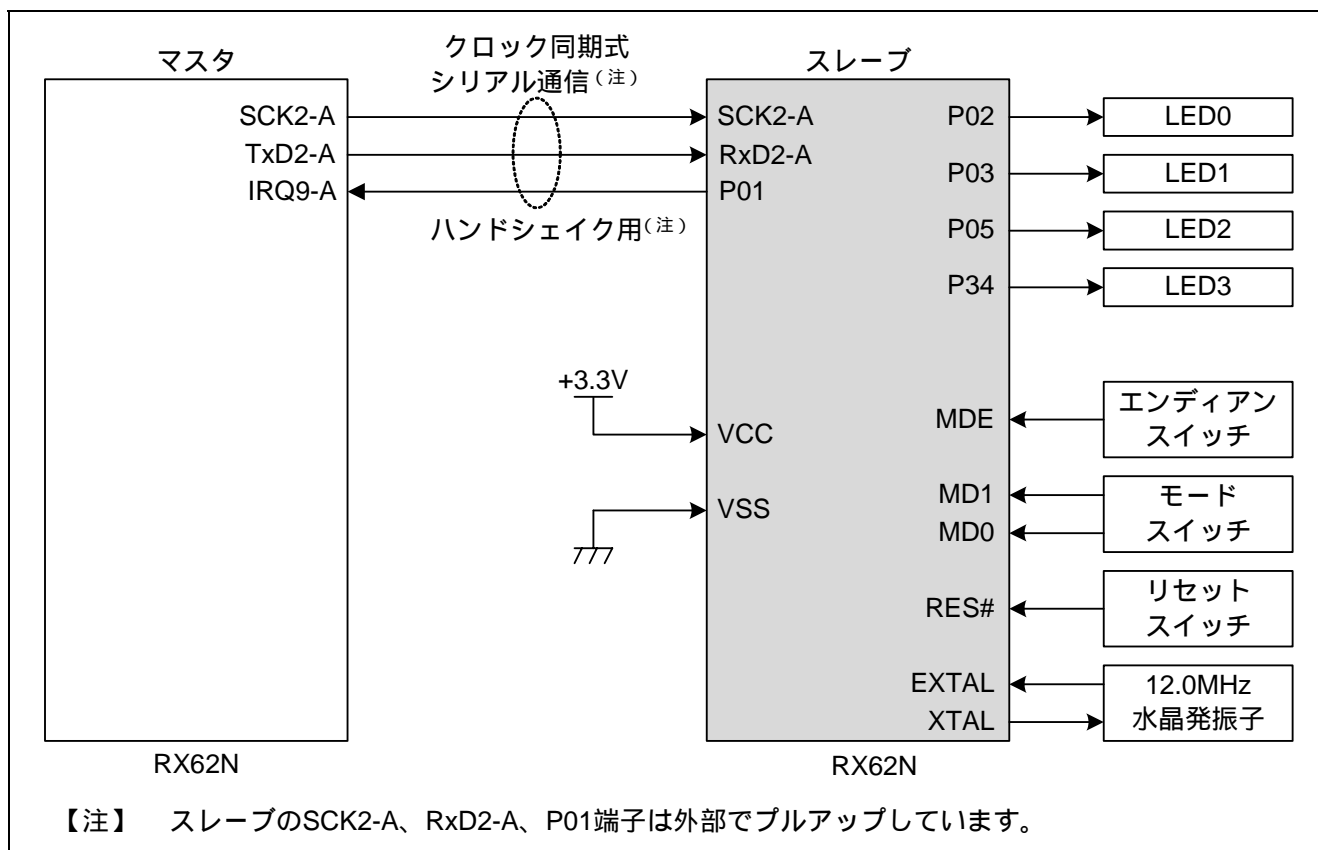 マスタ
クロック同期式
シリアル通信（注）
スレーブ
SCK2-A
TxD2-A
IRQ9-A
ハンドシェイク用（注）
SCK2-A
RxD2-A
P01
P02
P03
P05
P34
LED0
LED1
LED2
LED3
+3.3V
VCC
VSS
MDE
MD1
MD0
RES#
EXTAL
XTAL
エンディアン
スイッチ
モード
スイッチ
リセット
スイッチ
12.0MHz
水晶発振子
RX62N
RX62N
【注】 スレーブのSCK2-A、RxD2-A、P01端子は外部でプルアップしています。